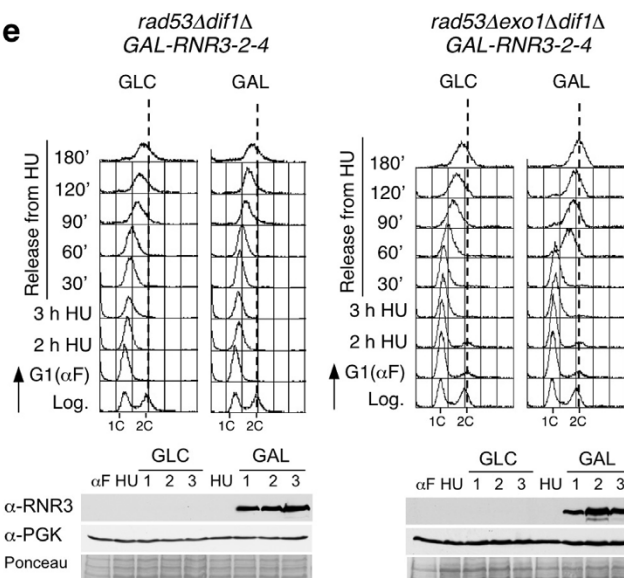 e
rad53Δdif1Δ
GAL-RNR3-2-4
GLC GAL
Release from HU
180'
120'
90'
60'
30'
3 h HU
2 h HU
G1(αF)
Log.
1C 2C 1C 2C
αF HU GLC 1 2 3 HU GAL 1 2 3
α-RNR3
α-PGK
Ponceau
rad53Δexo1Δdif1Δ
GAL-RNR3-2-4
GLC GAL
Release from HU
180'
120'
90'
60'
30'
3 h HU
2 h HU
G1(αF)
Log.
1C 2C 1C 2C
αF HU GLC 1 2 3 HU GAL 1 2 3